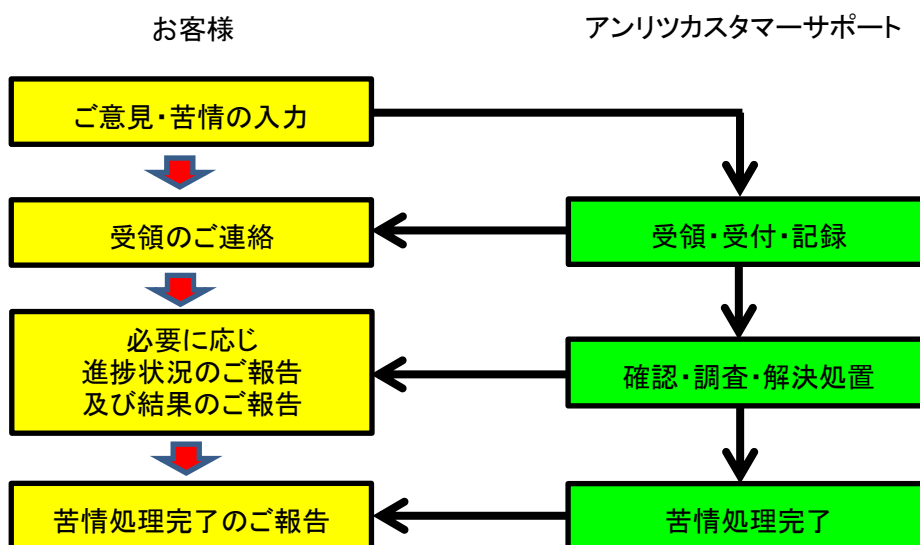 お客様
アンリツカスタマーサポート
ご意見・苦情の入力
受領のご連絡
受領・受付・記録
必要に応じ
進捗状況のご報告
及び結果のご報告
確認・調査・解決処置
苦情処理完了のご報告
苦情処理完了